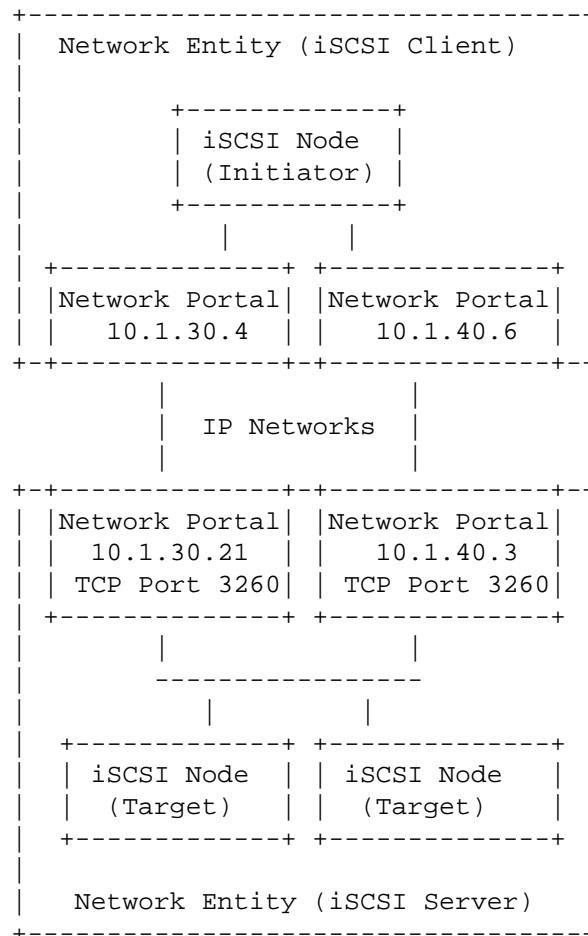 Network Entity (iSCSI Client)
iSCSI Node
(Initiator)
Network Portal Network Portal
10.1.30.4 10.1.40.6
IP Networks
Network Portal Network Portal
10.1.30.21 10.1.40.3
TCP Port 3260 TCP Port 3260
iSCSI Node iSCSI Node
(Target) (Target)
Network Entity (iSCSI Server)